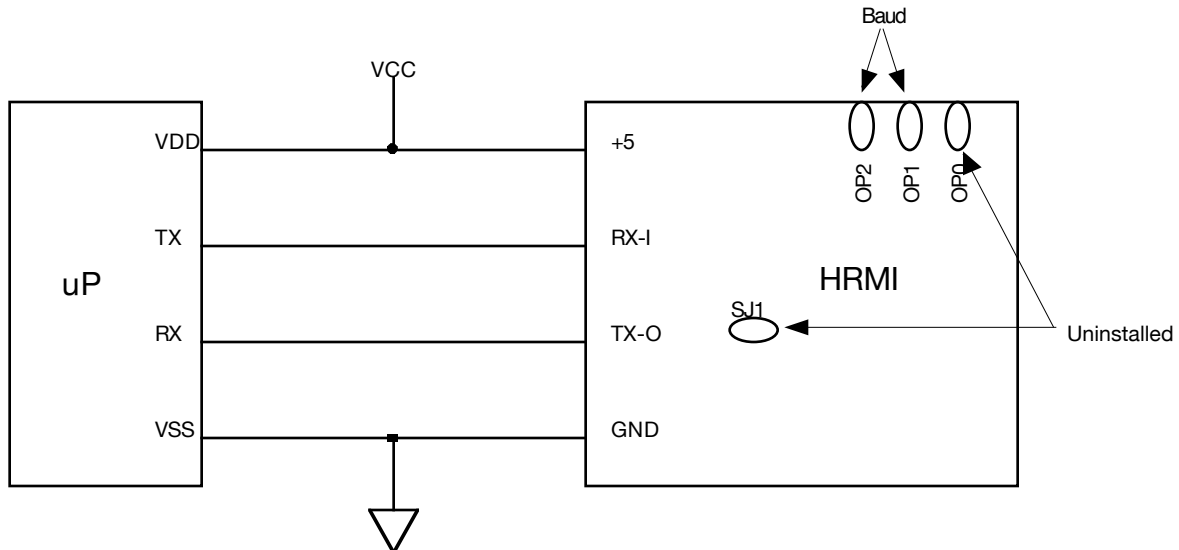 Baud
VCC
VDD
+5
OP2
OP1
OP0
TX
RX-I
uP
HRMI
SJ1
RX
TX-O
Uninstalled
VSS
GND